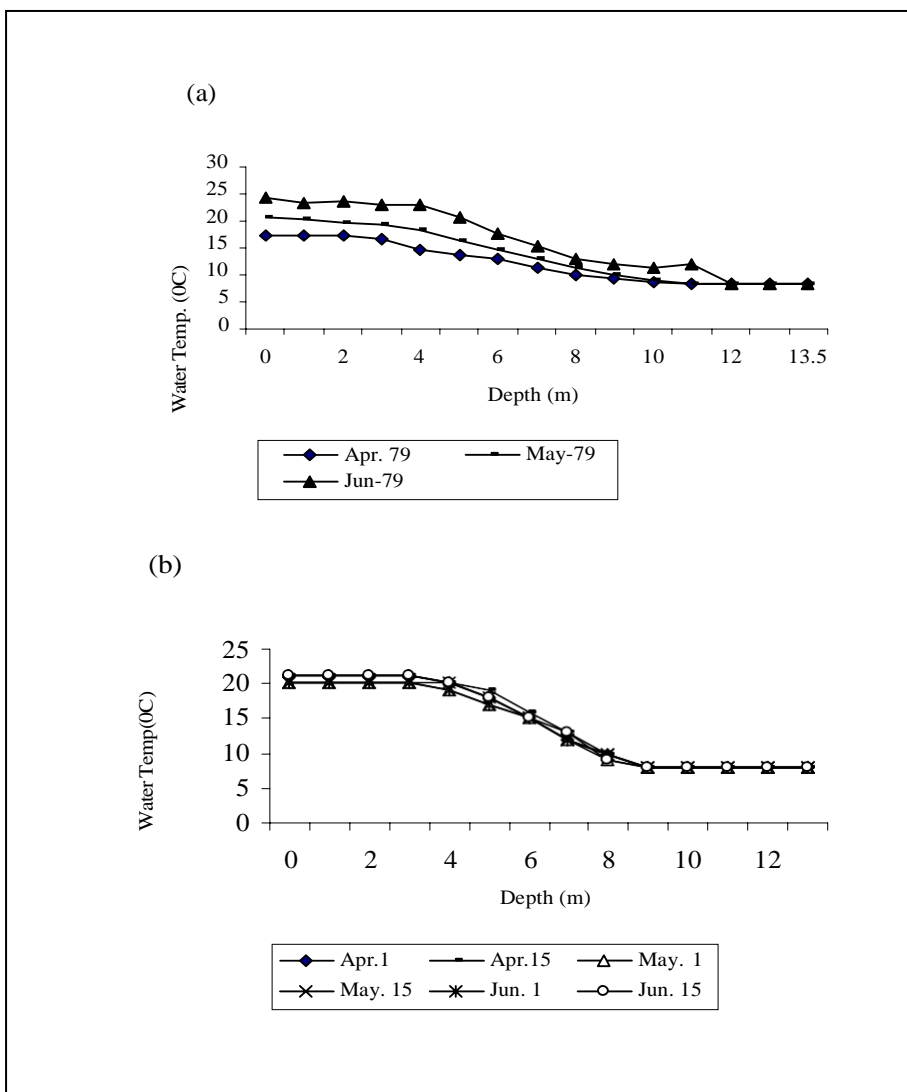 (a)
30
25
20
15
10
5
0
Water Temp. (0C)
0 2 4 6 8 10 12 13.5
Depth (m)
Apr. 79 May-79
Jun-79
(b)
25
20
15
10
5
0
WaterTemp(0C)
0 2 4 6 8 10 12
Depth (m)
Apr.1 Apr.15 May. 1
May. 15 Jun. 1 Jun. 15